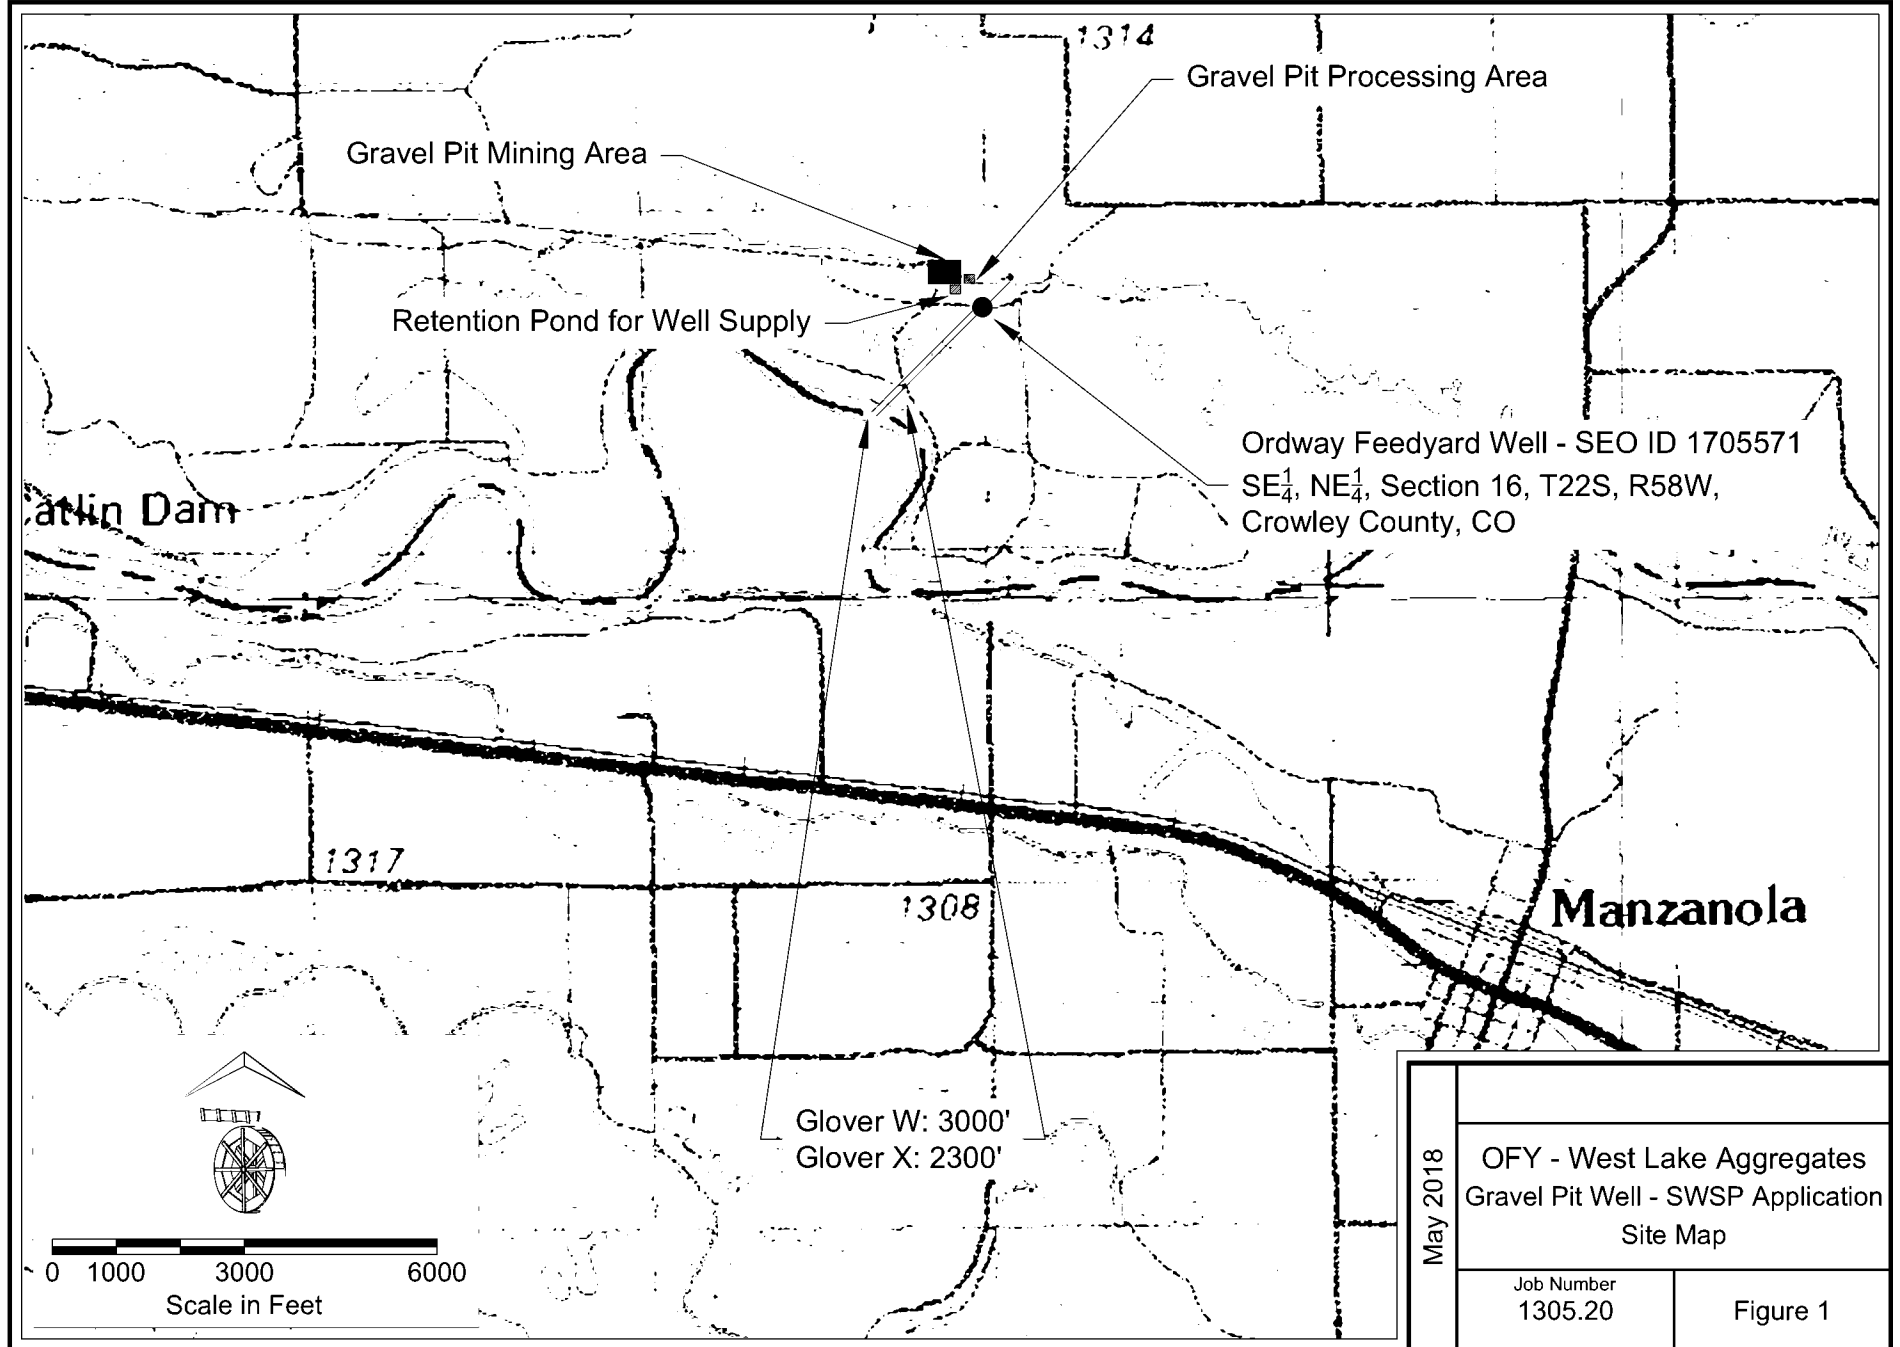 1314
Gravel Pit Processing Area
Gravel Pit Mining Area
Retention Pond for Well Supply
Ordway Feedyard Well - SEO ID 1705571
SE1/4, NE1/4, Section 16, T22S, R58W,
Crowley County, CO
atlin Dam
1317
1308
Manzanola
Glover W: 3000'
Glover X: 2300'
0 1000 3000 6000
Scale in Feet
May 2018
OFY - West Lake Aggregates
Gravel Pit Well - SWSP Application
Site Map
Job Number
1305.20
Figure 1